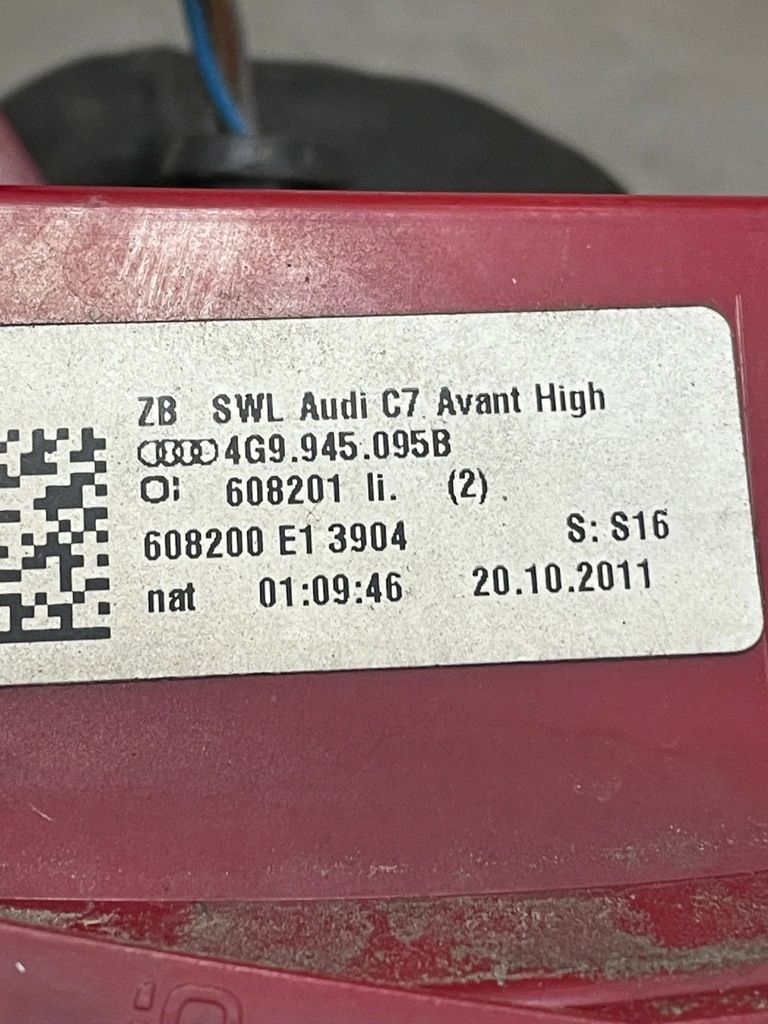 ZB SWL Audi C7 Avant High
4G9.945.095B
608201 li. (2)
608200 E1 3904 S: S16
nat 01:09:46 20.10.2011